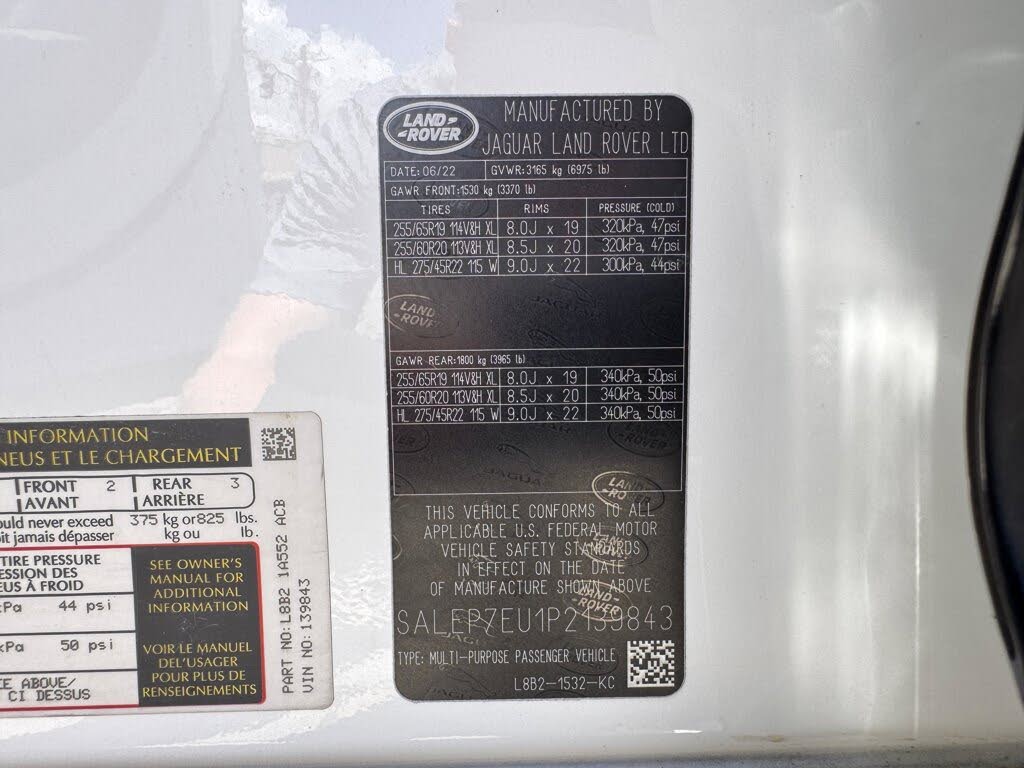 LAND-
-ROVER
MANUFACTURED BY
JAGUAR LAND ROVER LTD
DATE: 06/22 GVWR:3165 kg (6975 lb)
GAWR FRONT:1530 kg (3370 lb)
TIRES RIMS PRESSURE (COLD)
255/65R19 114V&H XL 8.0J x 19 320kPa, 47psi
255/60R20 113V&H XL 8.5J x 20 320kPa, 47psi
HL 275/45R22 115 W 9.0J x 22 300kPa, 44psi
GAWR REAR:1800 kg (3965 lb)
255/65R19 114V&H XL 8.0J x 19 340kPa, 50psi
255/60R20 113V&H XL 8.5J x 20 340kPa, 50psi
HL 275/45R22 115 W 9.0J x 22 340kPa, 50psi
THIS VEHICLE CONFORMS TO ALL
APPLICABLE U.S. FEDERAL MOTOR
VEHICLE SAFETY STANDARDS
IN EFFECT ON THE DATE
OF MANUFACTURE SHOWN ABOVE
SALEP7EU1P2139843
TYPE: MULTI-PURPOSE PASSENGER VEHICLE
L8B2-1532-KC
INFORMATION
NEUS ET LE CHARGEMENT
FRONT 2 REAR 3
AVANT ARRIÈRE
ould never exceed 375 kg or 825 lbs.
oit jamais dépasser kg ou lb.
TIRE PRESSURE
ESSION DES
EUS À FROID
kPa 44 psi
kPa 50 psi
EE ABOVE/
CI DESSUS
SEE OWNER'S
MANUAL FOR
ADDITIONAL
INFORMATION
VOIR LE MANUEL
DEL'USAGER
POUR PLUS DE
RENSEIGNEMENTS
PART NO:L8B2 1A552 ACB
VIN NO:139843